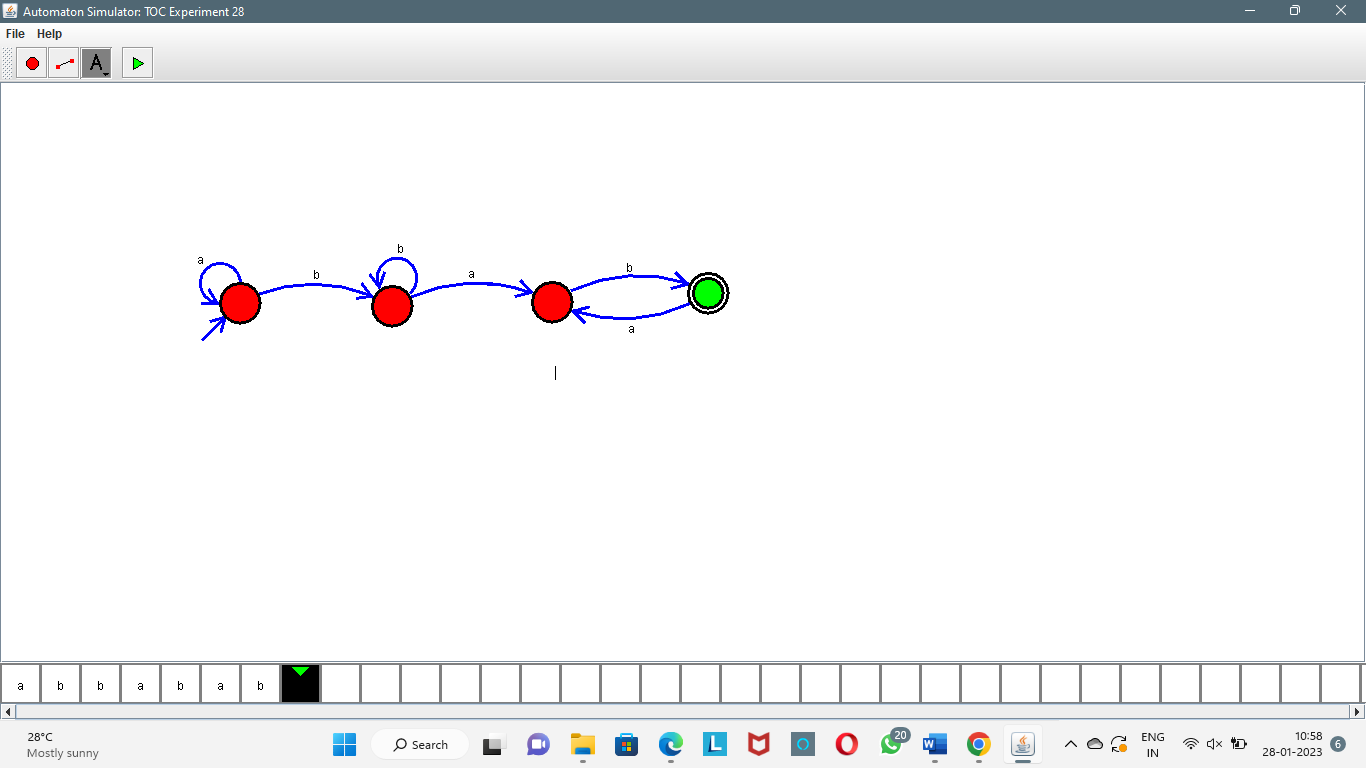 Automaton Simulator: TOC Experiment 28
File Help
A
b
a b a b
a
a b b a b a b
28°C
Mostly sunny
Search
L
20
W
ENG
IN
10:58
28-01-2023
6